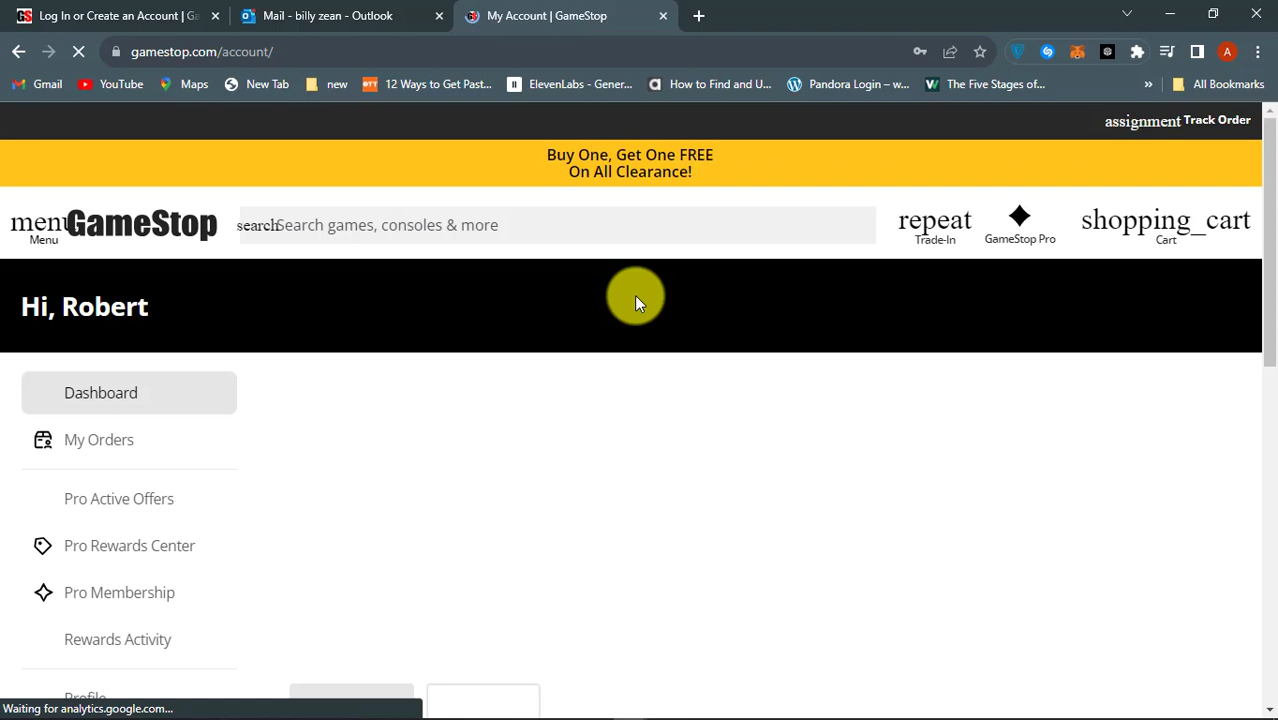 Log In or Create an Account | Ga
Mail - billy zean - Outlook
My Account | GameStop
gamestop.com/account/
A
Gmail
YouTube
Maps
New Tab
new
12 Ways to Get Past...
ElevenLabs - Gener...
How to Find and U...
Pandora Login – w...
The Five Stages of...
»
All Bookmarks
assignment Track Order
Buy One, Get One FREE
On All Clearance!
menu
Menu
GameStop
search
Search games, consoles & more
repeat
Trade-In
GameStop Pro
shopping_cart
Cart
Hi, Robert
Dashboard
My Orders
Pro Active Offers
Pro Rewards Center
Pro Membership
Rewards Activity
Profile
Waiting for analytics.google.com...